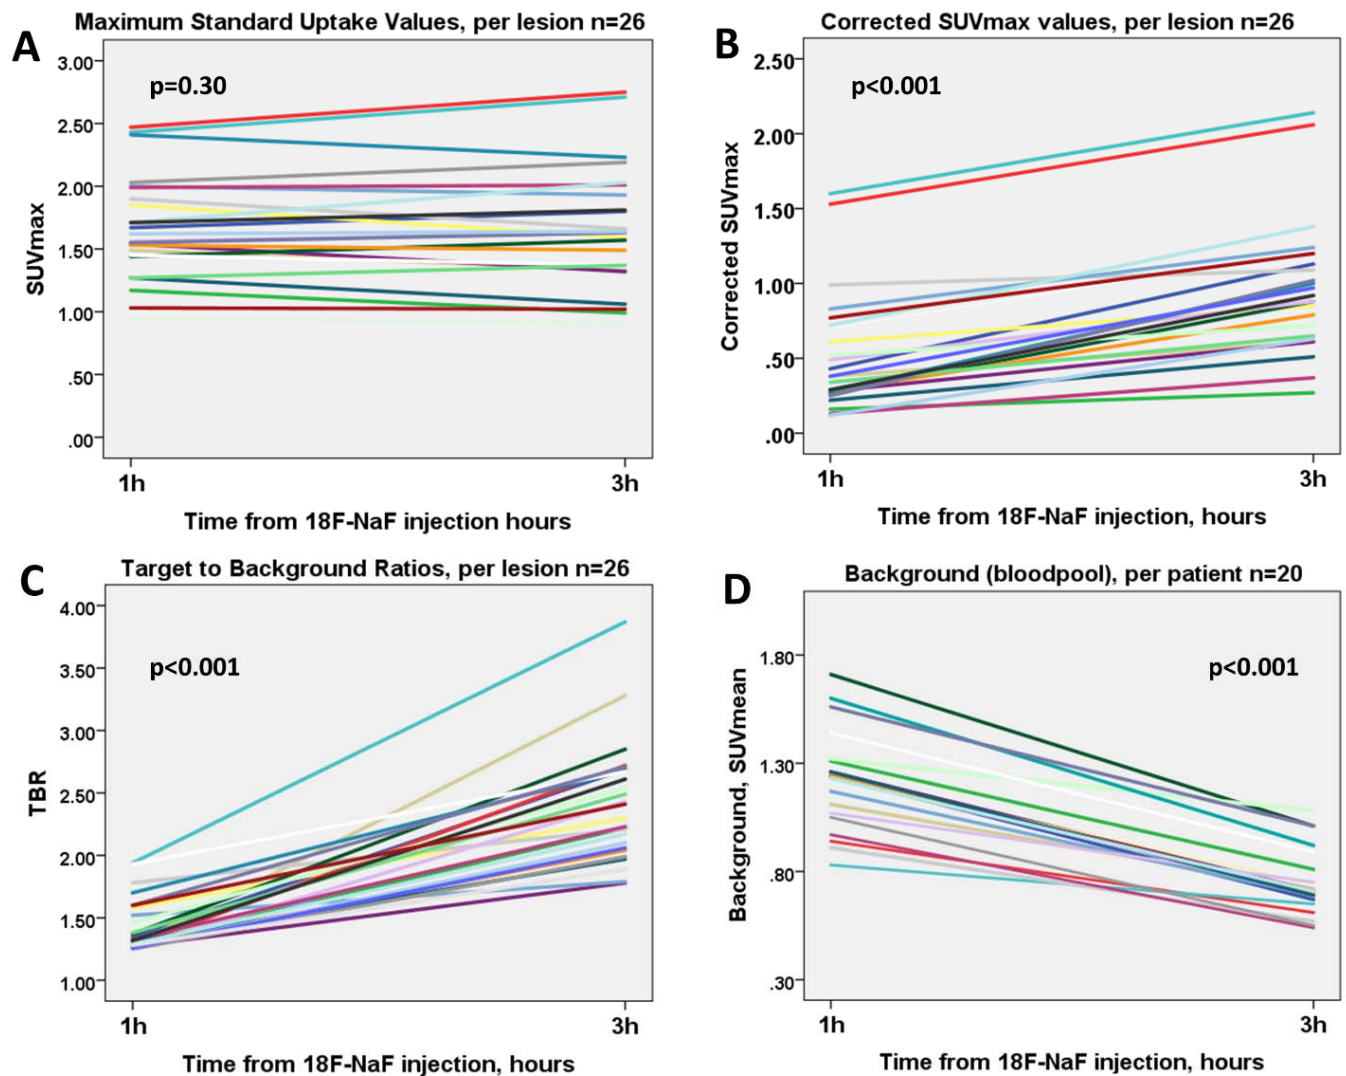 A
Maximum Standard Uptake Values, per lesion n=26
p=0.30
SUVmax
3.00
2.50
2.00
1.50
1.00
.50
.00
1h
3h
Time from 18F-NaF injection hours
B
Corrected SUVmax values, per lesion n=26
p<0.001
Corrected SUVmax
2.50
2.00
1.50
1.00
.50
.00
1h
3h
Time from 18F-NaF injection, hours
C
Target to Background Ratios, per lesion n=26
p<0.001
TBR
4.00
3.50
3.00
2.50
2.00
1.50
1.00
1h
3h
Time from 18F-NaF injection, hours
D
Background (bloodpool), per patient n=20
p<0.001
Background, SUVmean
1.80
1.30
.80
.30
1h
3h
Time from 18F-NaF injection, hours